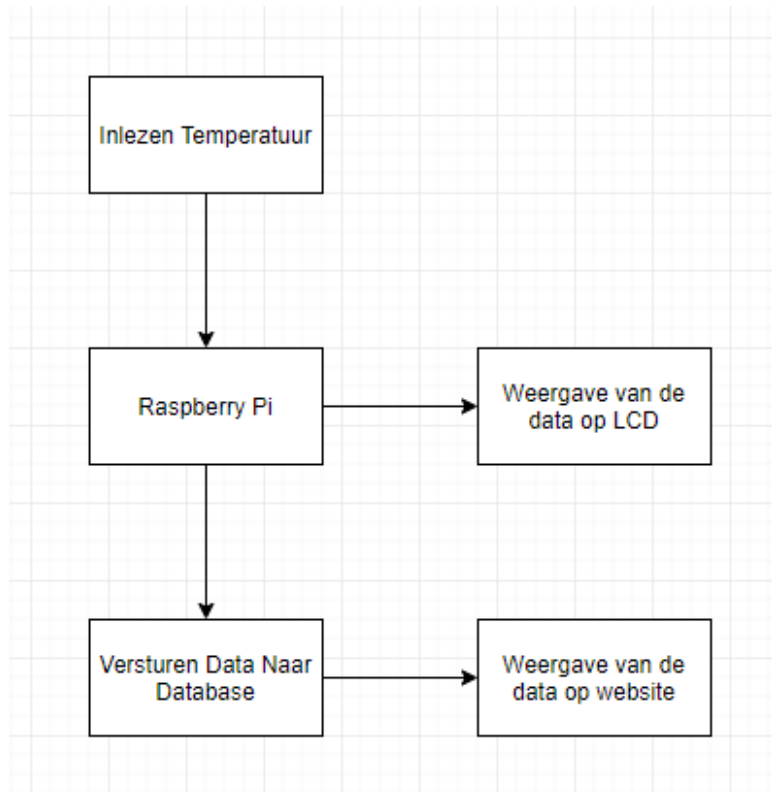 Inlezen Temperatuur
Raspberry Pi
Weergave van de
data op LCD
Versturen Data Naar
Database
Weergave van de
data op website